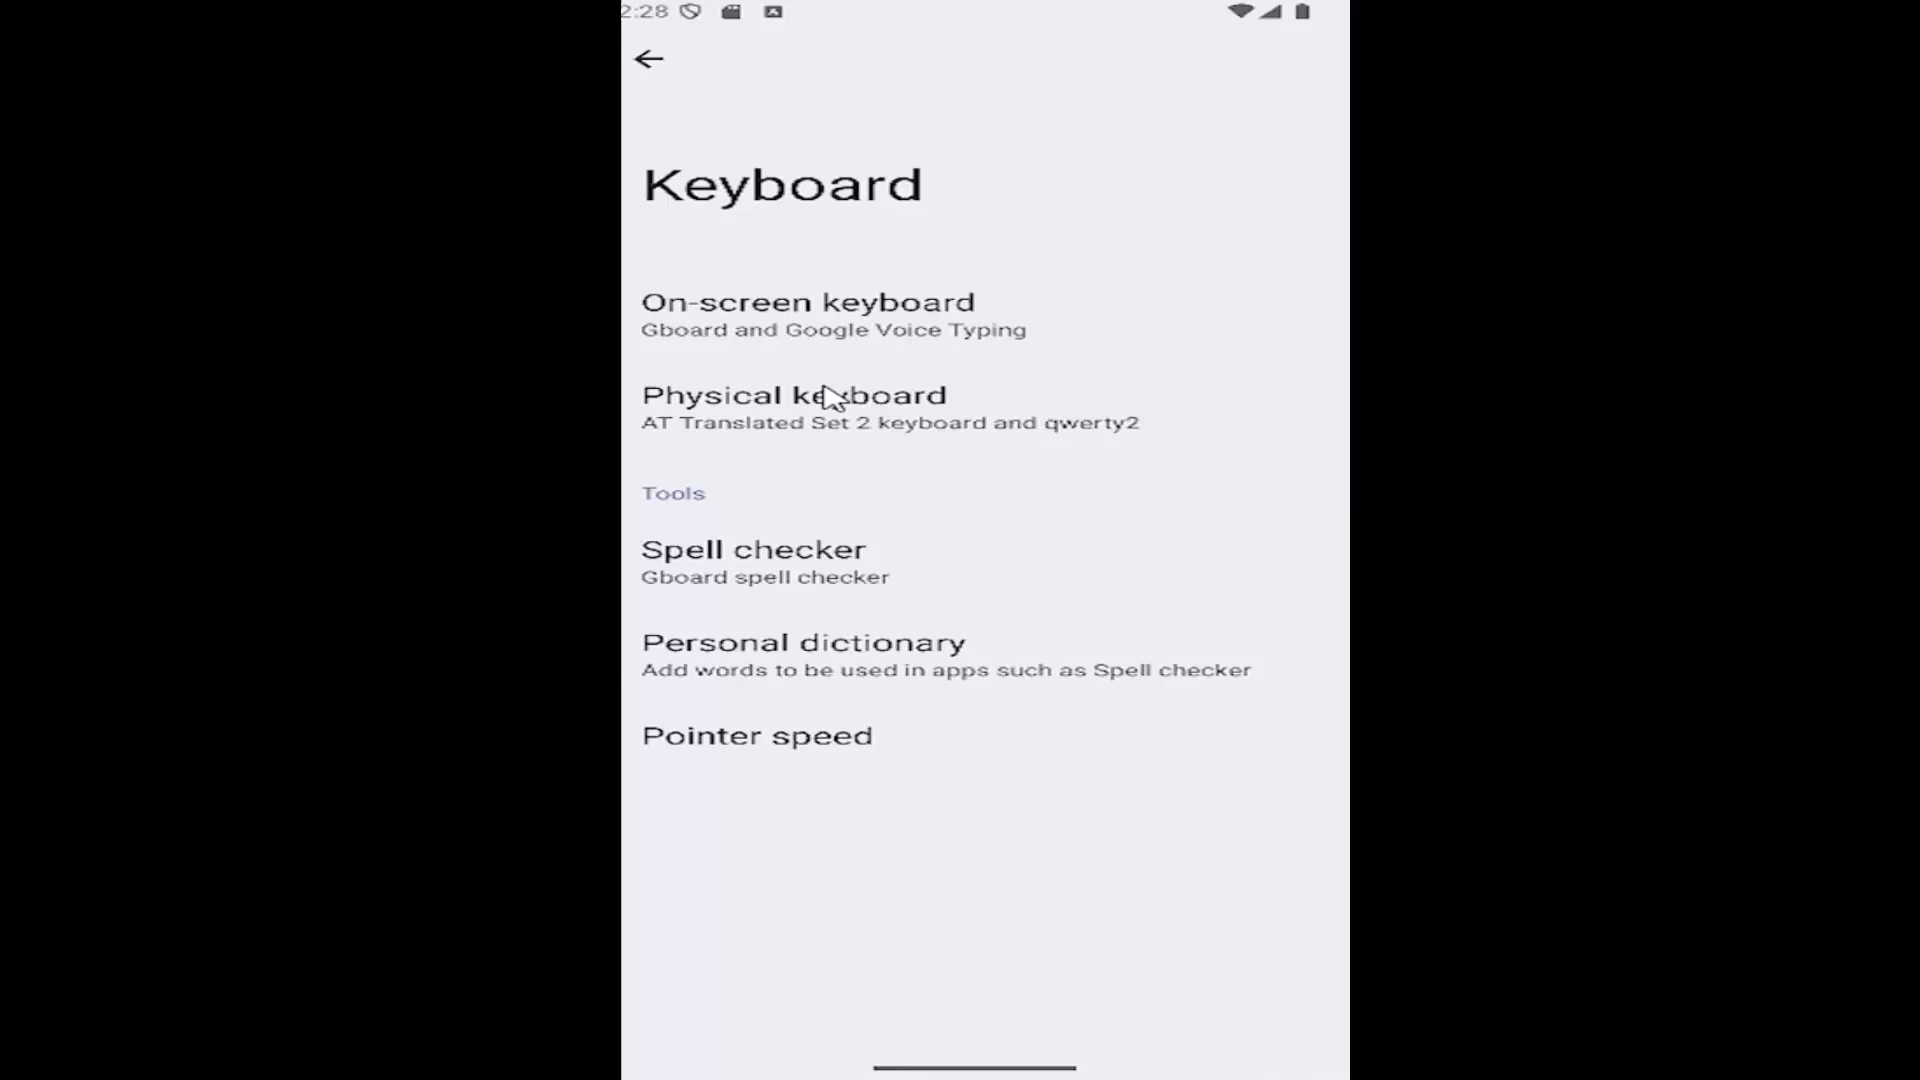 2:28
Keyboard
On-screen keyboard
Gboard and Google Voice Typing
Physical keyboard
AT Translated Set 2 keyboard and qwerty2
Tools
Spell checker
Gboard spell checker
Personal dictionary
Add words to be used in apps such as Spell checker
Pointer speed